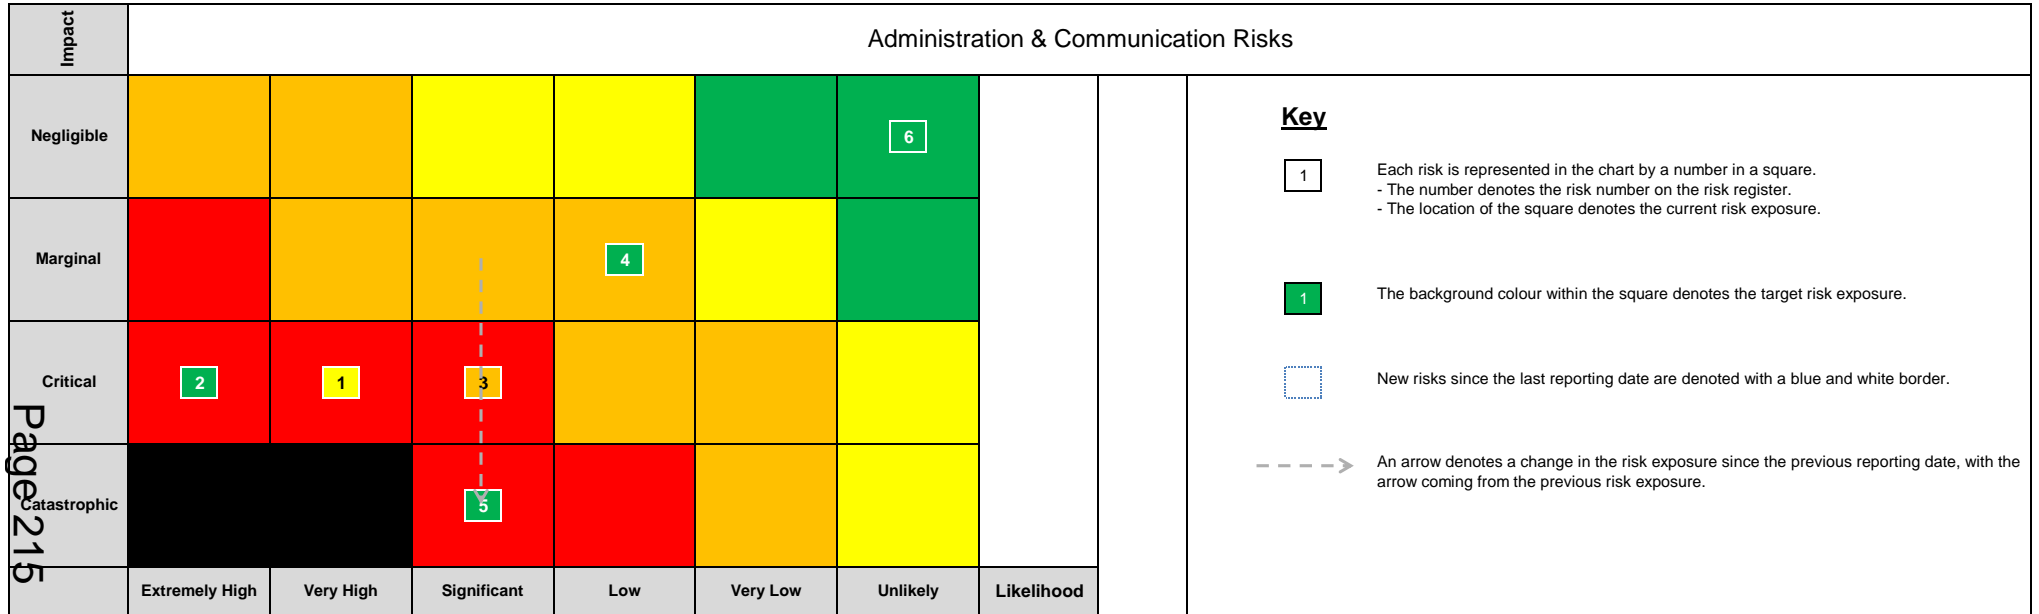 Impact
Administration & Communication Risks
Negligible
6
Marginal
4
Critical
2
1
3
Catastrophic
5
Extremely High
Very High
Significant
Low
Very Low
Unlikely
Likelihood
Page 215
Key
1
Each risk is represented in the chart by a number in a square.
- The number denotes the risk number on the risk register.
- The location of the square denotes the current risk exposure.
1
The background colour within the square denotes the target risk exposure.
New risks since the last reporting date are denoted with a blue and white border.
An arrow denotes a change in the risk exposure since the previous reporting date, with the
arrow coming from the previous risk exposure.